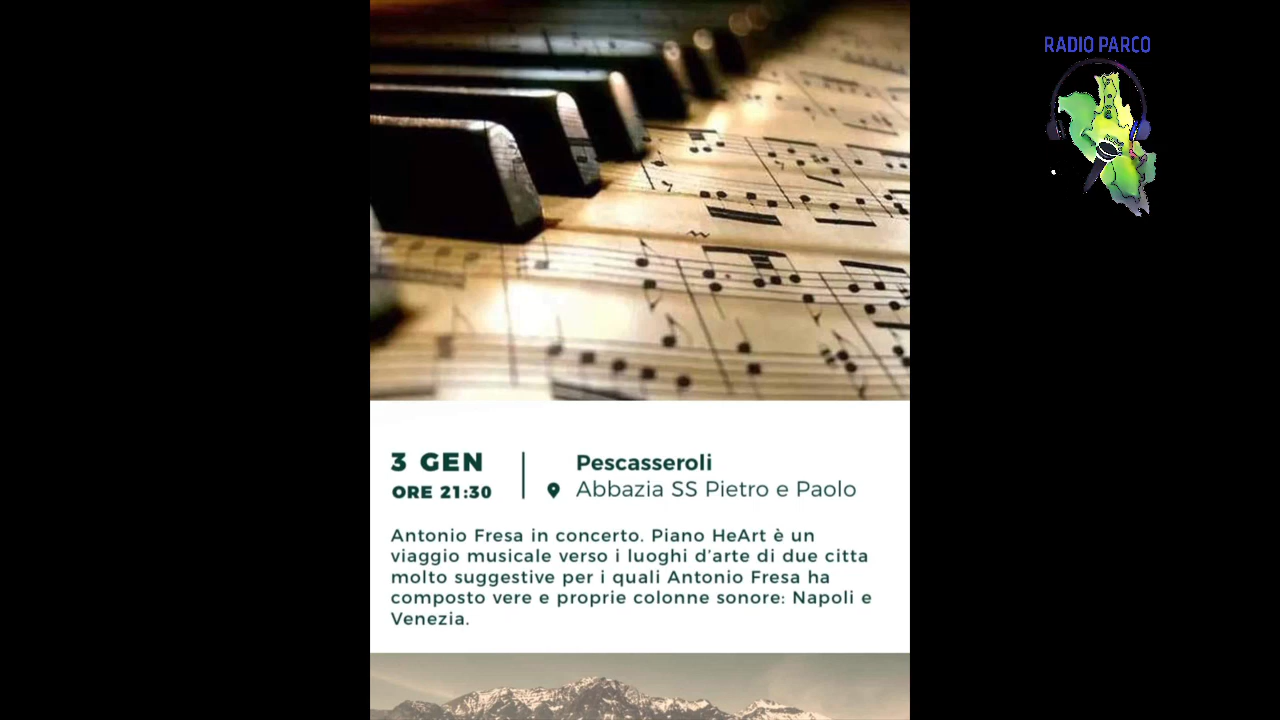 RADIO PARCO
3 GEN
ORE 21:30
Pescasseroli
Abbazia SS Pietro e Paolo
Antonio Fresa in concerto. Piano HeArt è un
viaggio musicale verso i luoghi d'arte di due citta
molto suggestive per i quali Antonio Fresa ha
composto vere e proprie colonne sonore: Napoli e
Venezia.